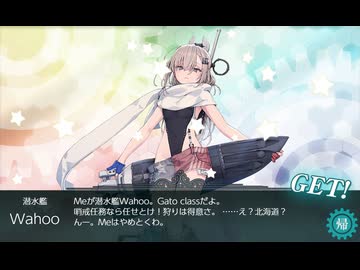 GET!
潜水艦
Wahoo
Meが潜水艦Wahoo。Gato classだよ。
哨戒任務なら任せとけ！狩りは得意さ。……え？北海道？
んー。Meはやめとくわ。
帰